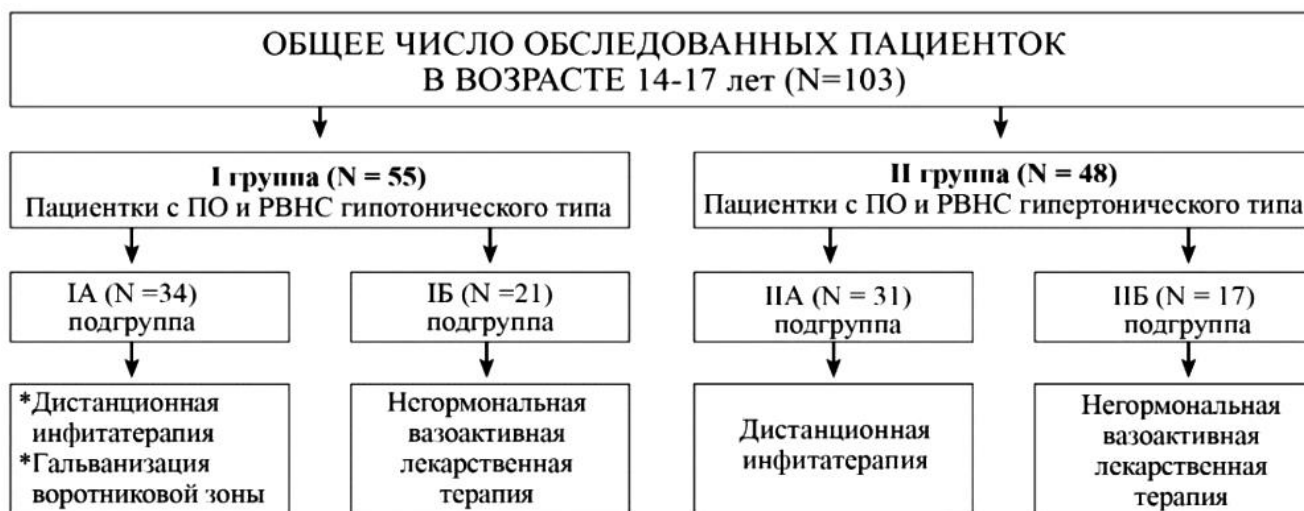 ОБЩЕЕ ЧИСЛО ОБСЛЕДОВАННЫХ ПАЦИЕНТОК
В ВОЗРАСТЕ 14-17 лет (N=103)
I группа (N = 55)
Пациентки с ПО и РВНС гипотонического типа
II группа (N = 48)
Пациентки с ПО и РВНС гипертонического типа
IА (N =34)
подгруппа
IБ (N =21)
подгруппа
IIА (N = 31)
подгруппа
IIБ (N = 17)
подгруппа
*Дистанционная
инфитатерапия
*Гальванизация
воротниковой зоны
Негормональная
вазоактивная
лекарственная
терапия
Дистанционная
инфитатерапия
Негормональная
вазоактивная
лекарственная
терапия